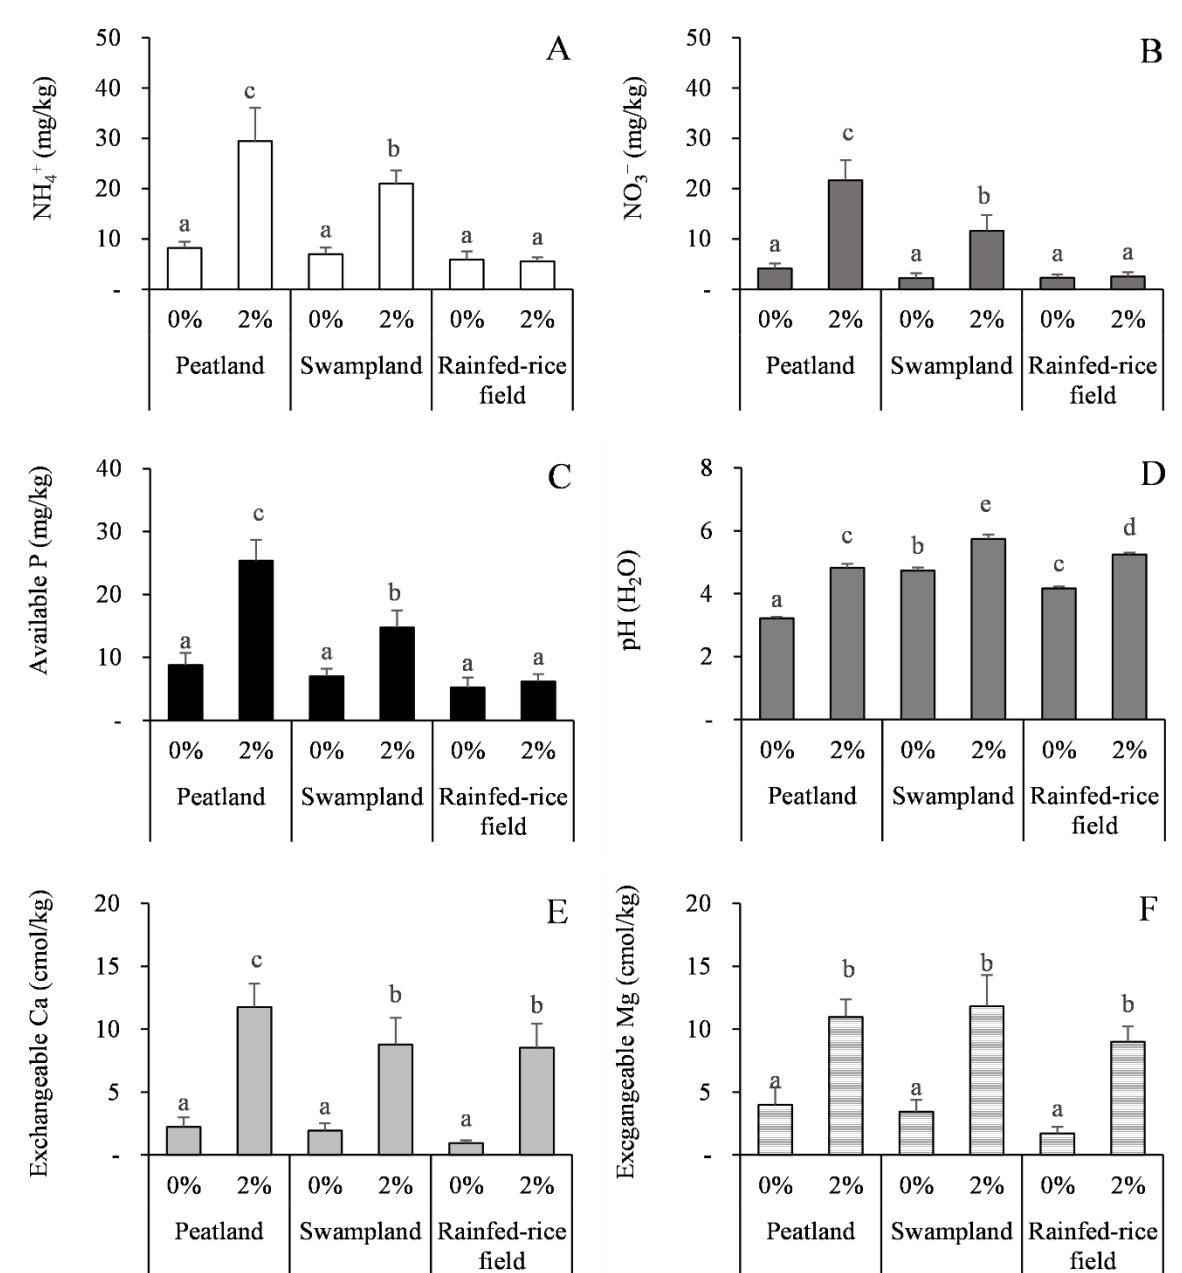 A
NH₄⁺ (mg/kg)
50
40
30
20
10
-
a
c
a
b
a
a
0% 2% 0% 2% 0% 2%
Peatland Swampland Rainfed-rice
field
B
NO₃⁻ (mg/kg)
50
40
30
20
10
-
a
c
a
b
a
a
0% 2% 0% 2% 0% 2%
Peatland Swampland Rainfed-rice
field
C
Available P (mg/kg)
40
30
20
10
-
a
c
a
b
a
a
0% 2% 0% 2% 0% 2%
Peatland Swampland Rainfed-rice
field
D
pH (H₂O)
8
6
4
2
-
a
c
b
e
c
d
0% 2% 0% 2% 0% 2%
Peatland Swampland Rainfed-rice
field
E
Exchangeable Ca (cmol/kg)
20
15
10
5
-
a
c
a
b
a
b
0% 2% 0% 2% 0% 2%
Peatland Swampland Rainfed-rice
field
F
Excgangeable Mg (cmol/kg)
20
15
10
5
-
a
b
a
b
a
b
0% 2% 0% 2% 0% 2%
Peatland Swampland Rainfed-rice
field